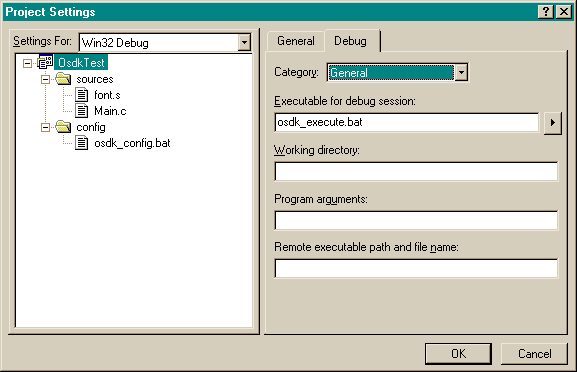 Project Settings
Settings For: Win32 Debug
OsdkTest
sources
font.s
Main.c
config
osdk_config.bat
General Debug
Category: General
Executable for debug session:
osdk_execute.bat
Working directory:
Program arguments:
Remote executable path and file name:
OK Cancel